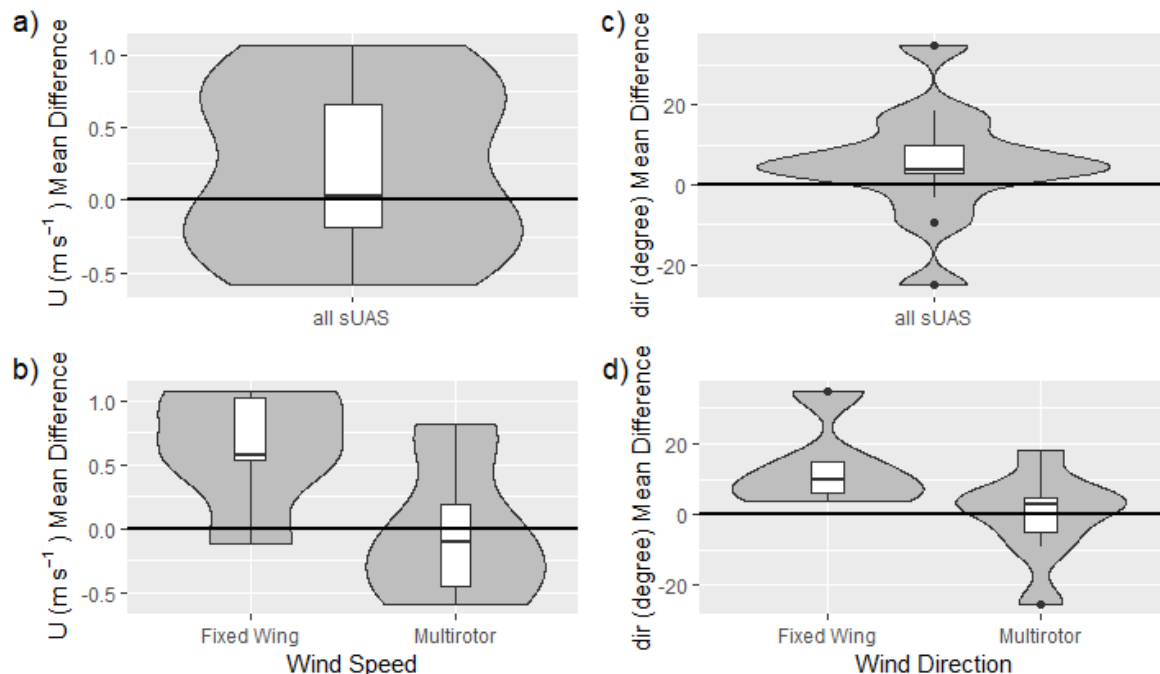 a)
U (m s⁻¹) Mean Difference
1.0
0.5
0.0
-0.5
all sUAS
b)
U (m s⁻¹) Mean Difference
1.0
0.5
0.0
-0.5
Fixed Wing Multirotor
Wind Speed
c)
dir (degree) Mean Difference
20
0
-20
all sUAS
d)
dir (degree) Mean Difference
20
0
-20
Fixed Wing Multirotor
Wind Direction